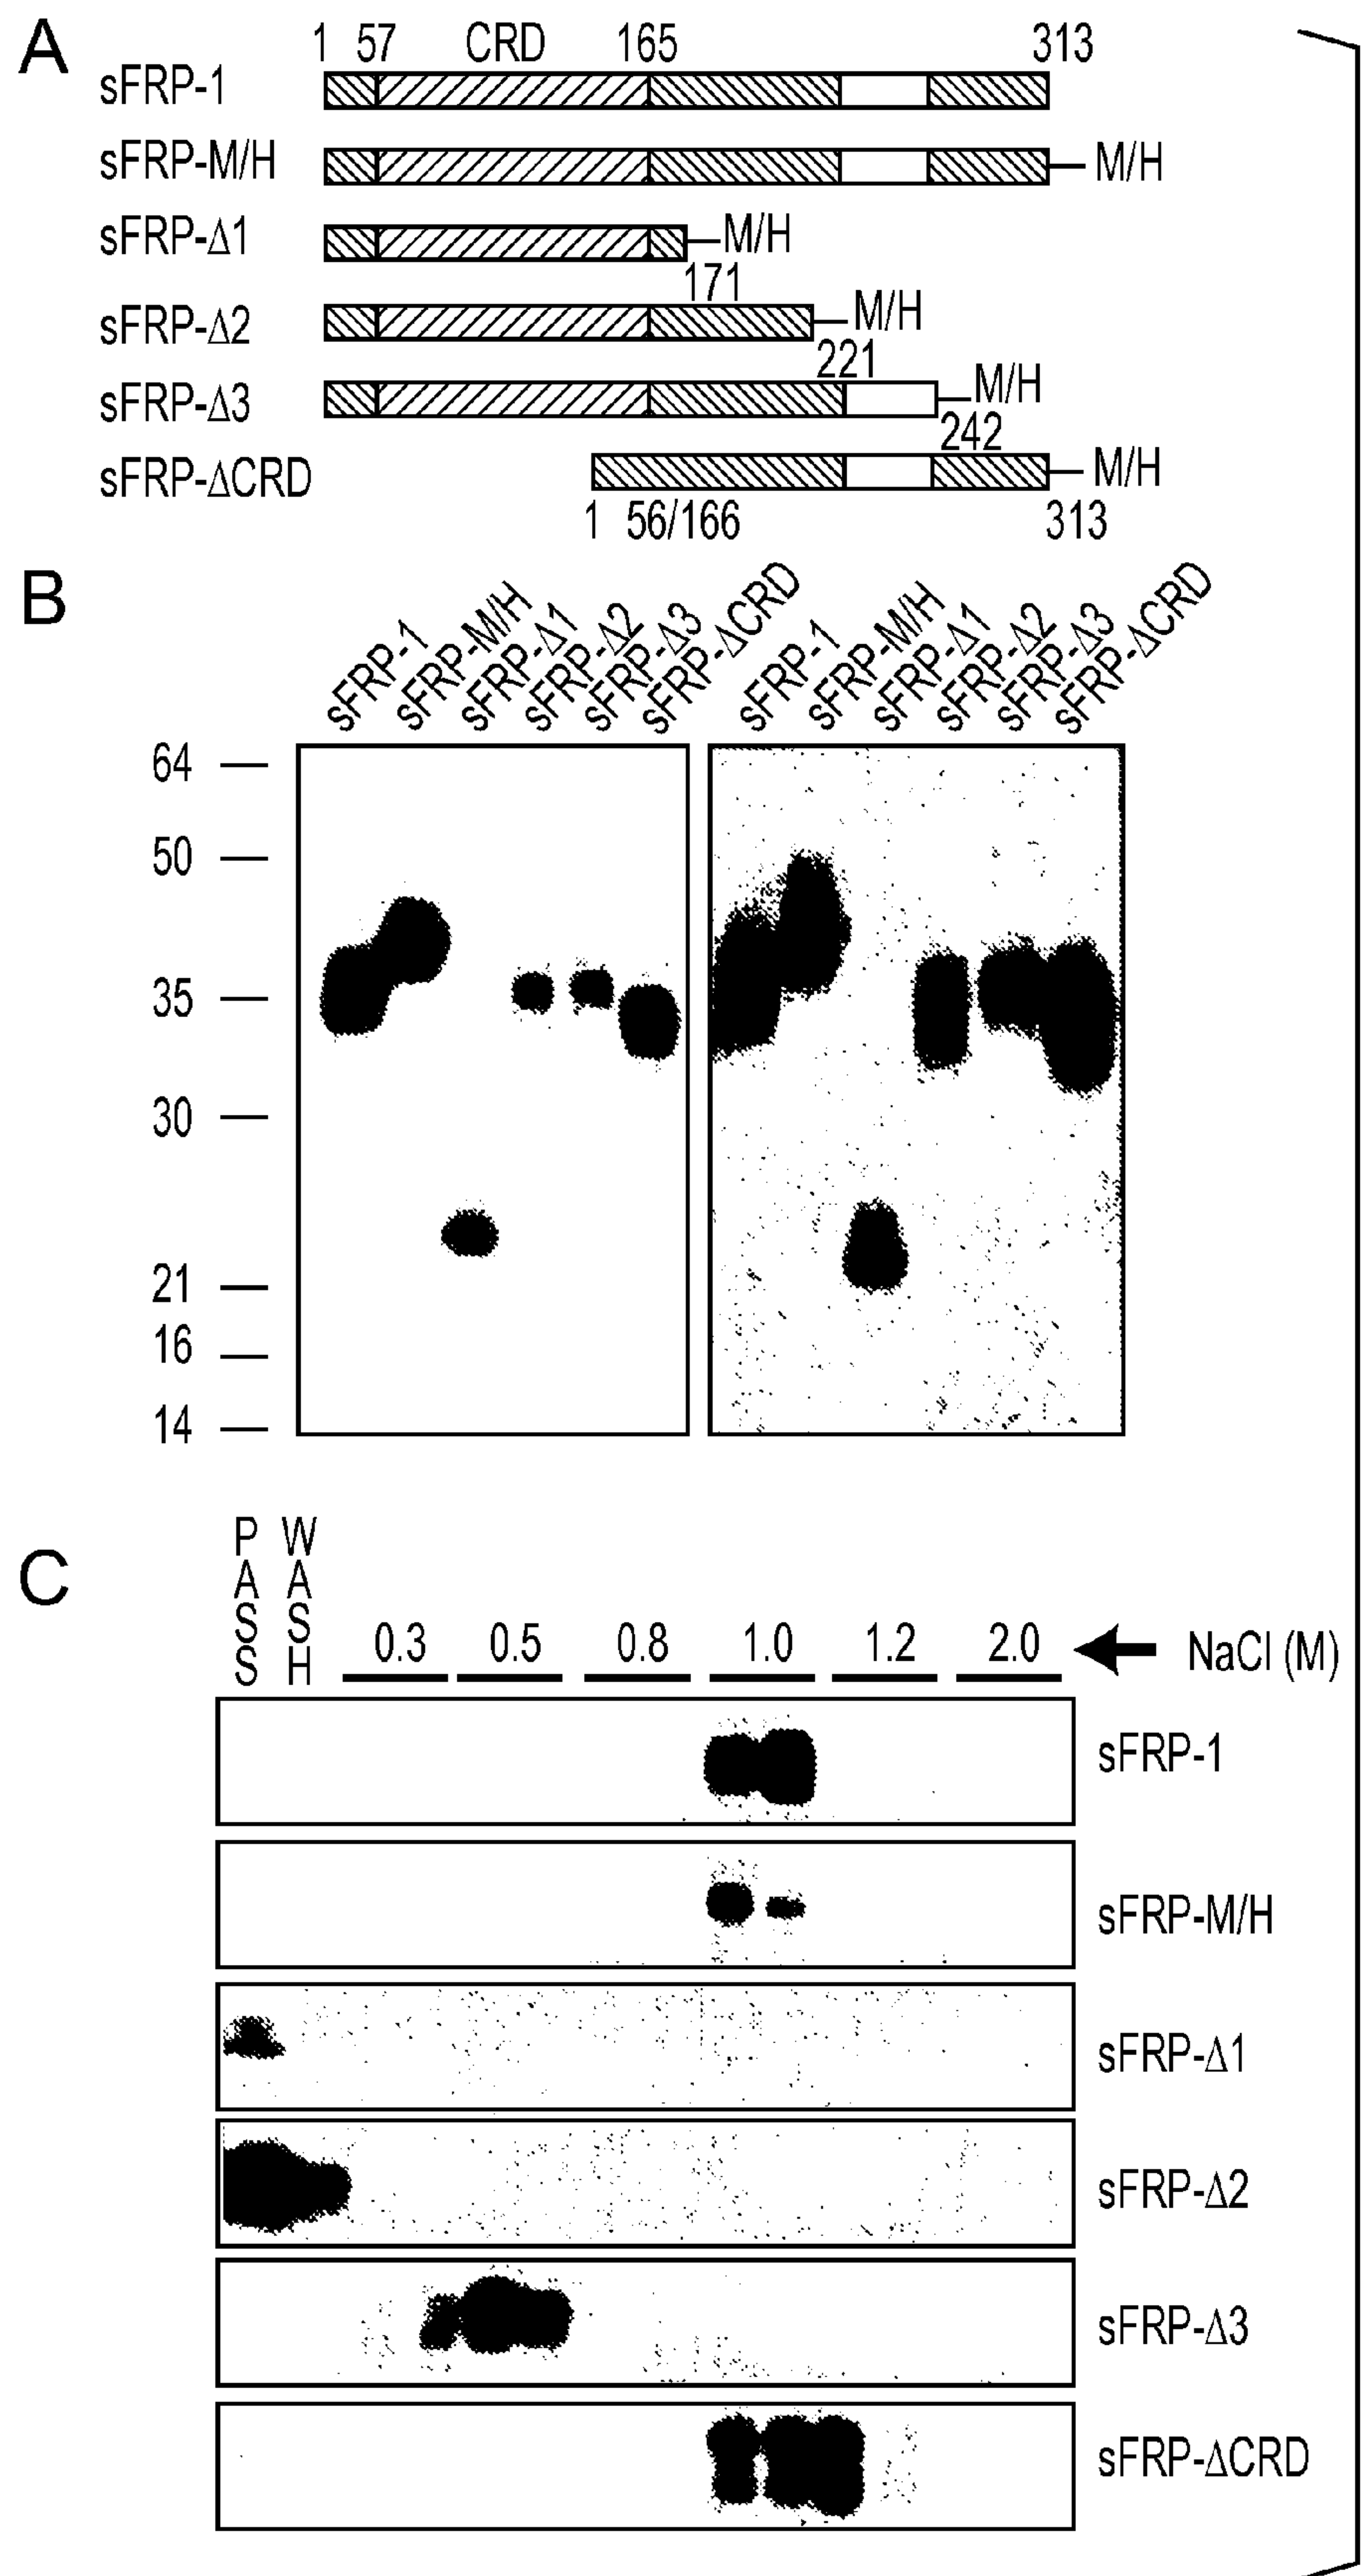 A
1 57 CRD 165 313
sFRP-1
sFRP-M/H M/H
sFRP-Δ1 M/H
171
sFRP-Δ2 M/H
221
sFRP-Δ3 M/H
242
sFRP-ΔCRD M/H
1 56/166 313
B
sFRP-1 sFRP-M/H sFRP-Δ1 sFRP-Δ2 sFRP-Δ3 sFRP-ΔCRD sFRP-1 sFRP-M/H sFRP-Δ1 sFRP-Δ2 sFRP-Δ3 sFRP-ΔCRD
64
50
35
30
21
16
14
C
PASS WASH 0.3 0.5 0.8 1.0 1.2 2.0 NaCl (M)
sFRP-1
sFRP-M/H
sFRP-Δ1
sFRP-Δ2
sFRP-Δ3
sFRP-ΔCRD